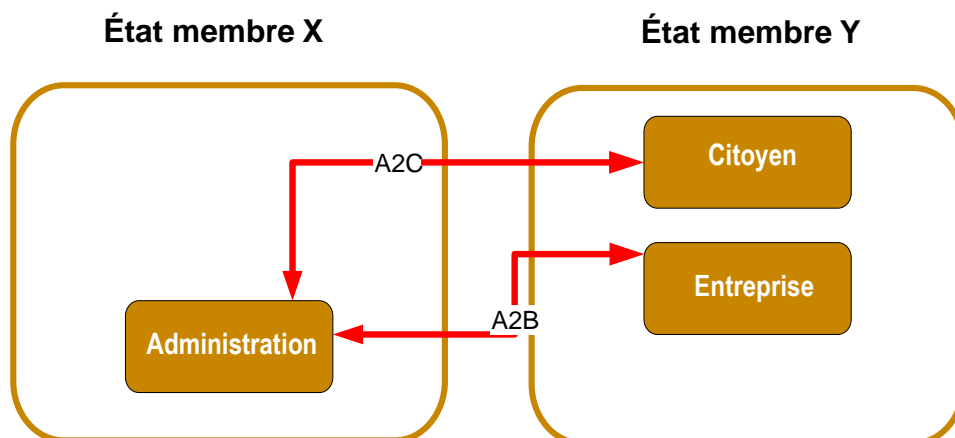 État membre X
État membre Y
Citoyen
A2C
Entreprise
A2B
Administration